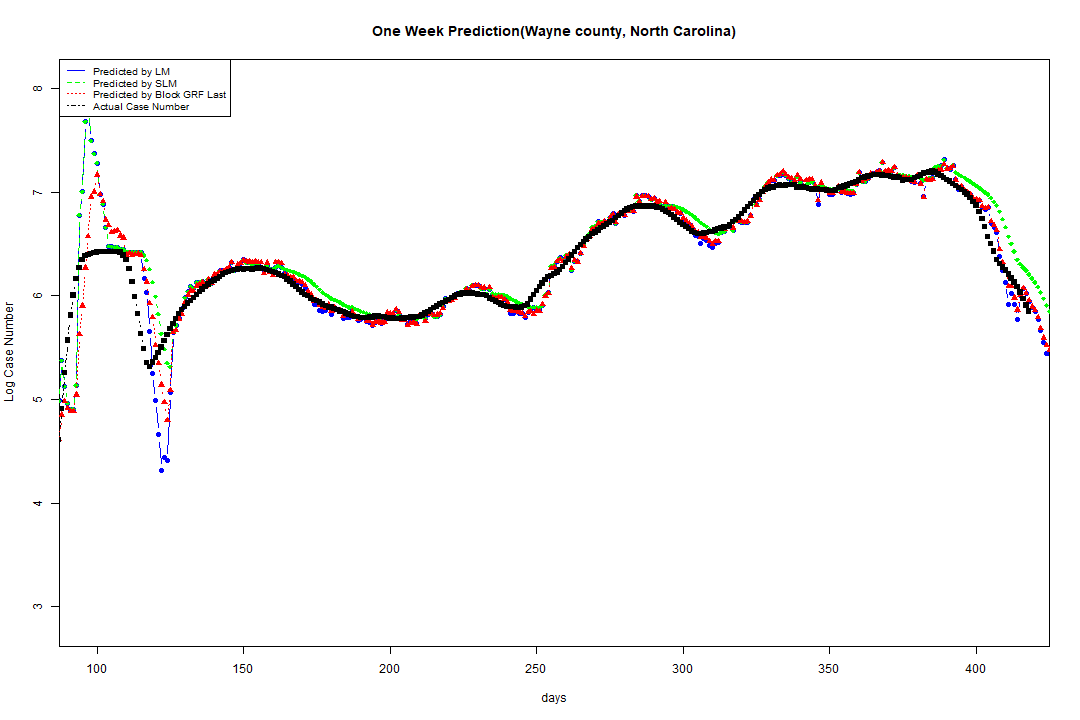 One Week Prediction(Wayne county, North Carolina)
Predicted by LM
Predicted by SLM
Predicted by Block GRF Last
Actual Case Number
8
7
6
5
4
3
Log Case Number
100 150 200 250 300 350 400
days